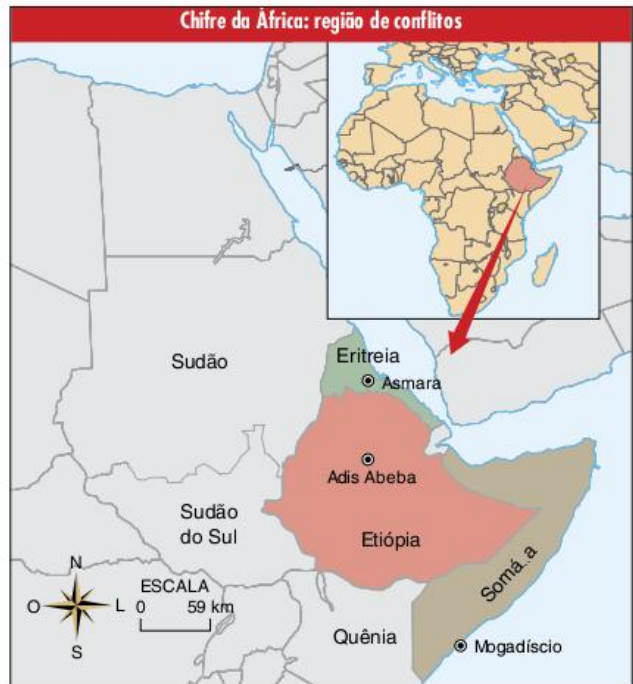 Chifre da África: região de conflitos
Sudão
Eritreia
Asmara
Adis Abeba
Sudão
do Sul
Etiópia
Somá..a
N
O
L
S
ESCALA
0 59 km
Quênia
Mogadíscio